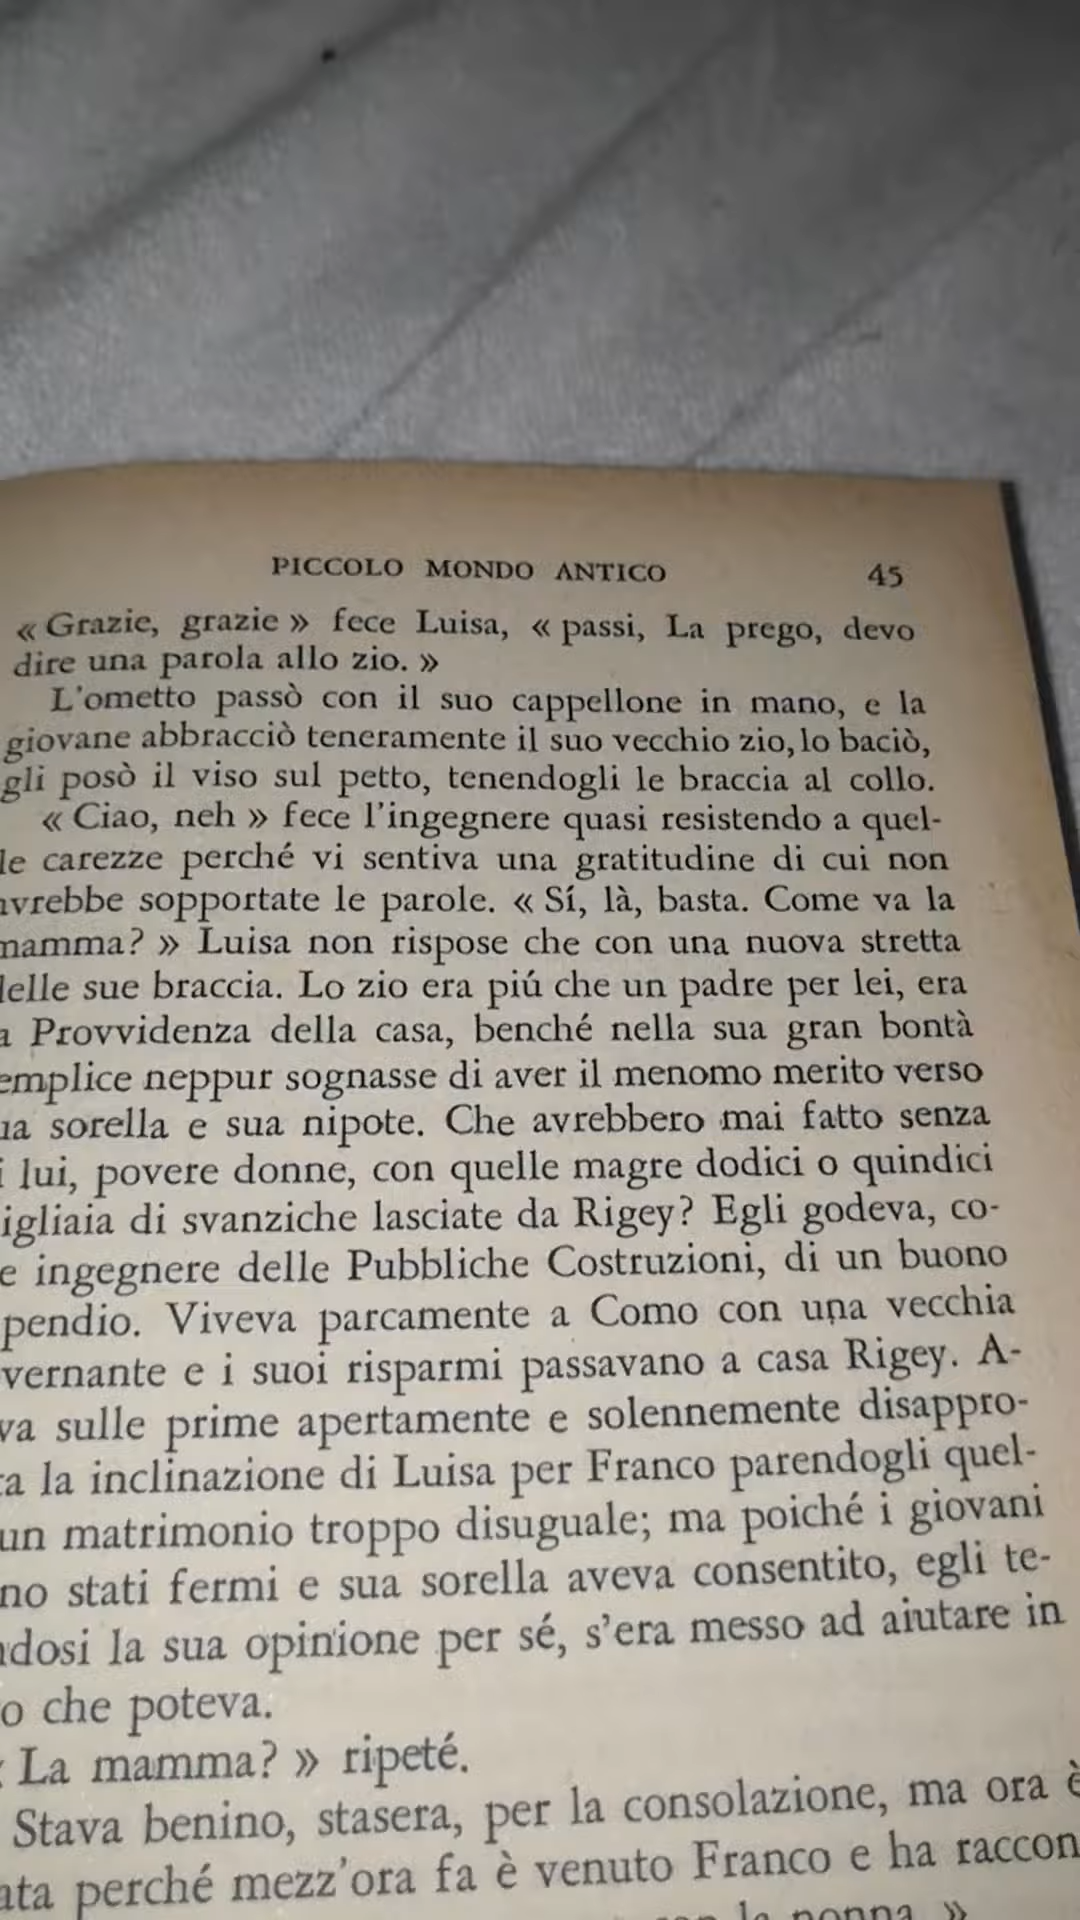 PICCOLO MONDO ANTICO 45
« Grazie, grazie » fece Luisa, « passi, La prego, devo
dire una parola allo zio. »
L'ometto passò con il suo cappellone in mano, e la
giovane abbracciò teneramente il suo vecchio zio, lo baciò,
gli posò il viso sul petto, tenendogli le braccia al collo.
« Ciao, neh » fece l'ingegnere quasi resistendo a quel-
le carezze perché vi sentiva una gratitudine di cui non
sopportate le parole. « Sí, là, basta. Come va la
mamma? » Luisa non rispose che con una nuova stretta
sue braccia. Lo zio era piú che un padre per lei, era
Provvidenza della casa, benché nella sua gran bontà
neppur sognasse di aver il menomo merito verso
sorella e sua nipote. Che avrebbero mai fatto senza
lui, povere donne, con quelle magre dodici o quindici
di svanziche lasciate da Rigey? Egli godeva, co-
ingegnere delle Pubbliche Costruzioni, di un buono
Viveva parcamente a Como con una vecchia
e i suoi risparmi passavano a casa Rigey. A-
sulle prime apertamente e solennemente disappro-
la inclinazione di Luisa per Franco parendogli quel-
un matrimonio troppo disuguale; ma poiché i giovani
stati fermi e sua sorella aveva consentito, egli te-
la sua opinione per sé, s'era messo ad aiutare in
che poteva.
La mamma? » ripeté.
Stava benino, stasera, per la consolazione, ma ora è
perché mezz'ora fa è venuto Franco e ha raccon
nonna. »